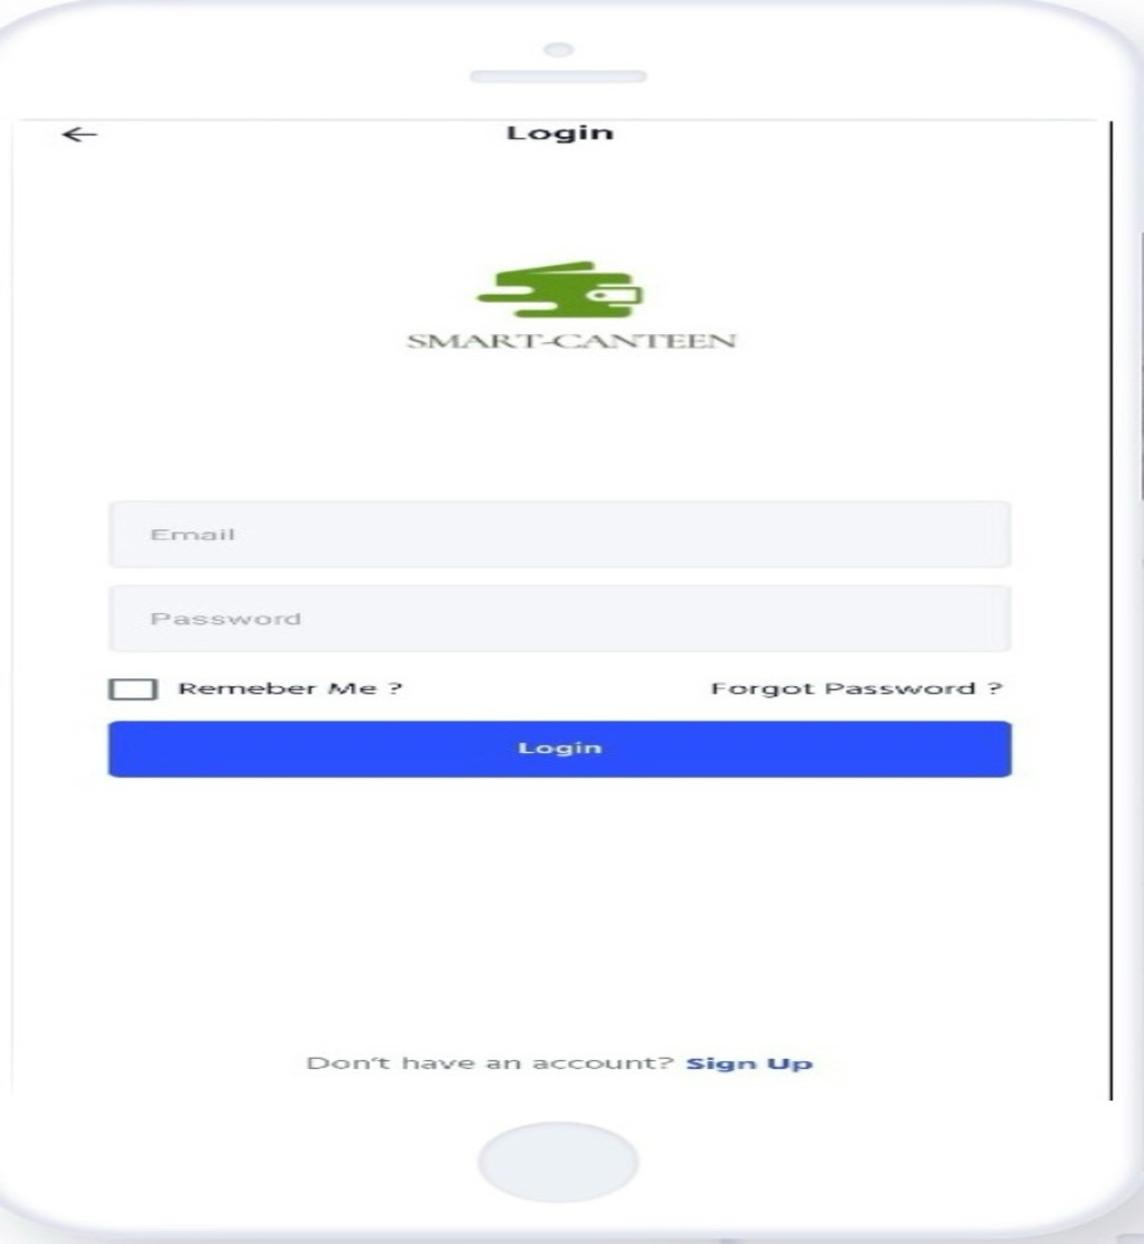 Login
SMART-CANTEEN
Email
Password
Remeber Me ? Forgot Password ?
Login
Don't have an account? Sign Up